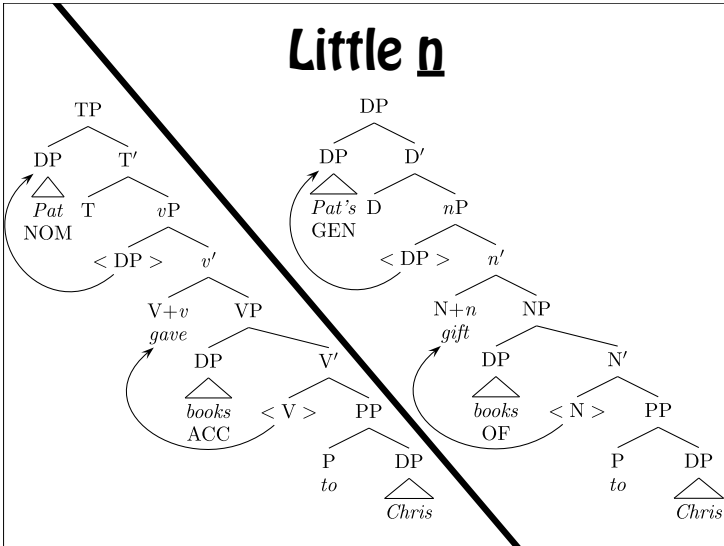 Little n
TP
DP T′
Pat T vP
NOM
< DP > v′
V+v VP
gave
DP V′
books < V > PP
ACC
P DP
to
Chris
DP
DP D′
Pat's D nP
GEN
< DP > n′
N+n NP
gift
DP N′
books < N > PP
OF
P DP
to
Chris